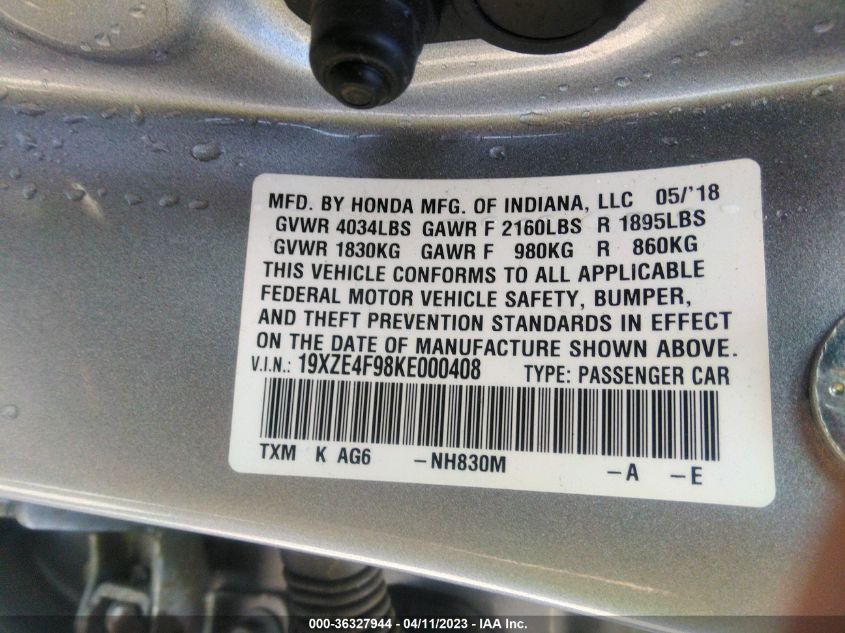 MFD. BY HONDA MFG. OF INDIANA, LLC 05/'18
GVWR 4034LBS GAWR F 2160LBS R 1895LBS
GVWR 1830KG GAWR F 980KG R 860KG
THIS VEHICLE CONFORMS TO ALL APPLICABLE
FEDERAL MOTOR VEHICLE SAFETY, BUMPER,
AND THEFT PREVENTION STANDARDS IN EFFECT
ON THE DATE OF MANUFACTURE SHOWN ABOVE.
V.I.N.: 19XZE4F98KE000408 TYPE: PASSENGER CAR
TXM K AG6 -NH830M -A -E
000-36327944 / 04/11/2023 - IAA Inc.